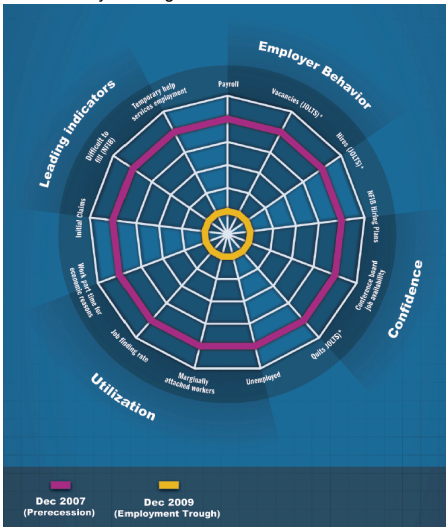 Employer Behavior
Leading indicators
Payroll
Temporary help
services employment
Vacancies (JOLTS)*
Difficult to
fill (NFIB)
Hires (JOLTS)*
Initial Claims
NFIB Hiring Plans
Work part time for
economic reasons
Conference board
job availability
Confidence
Job finding rate
Quits JOLTS)*
Marginally
attached workers
Unemployed
Utilization
Dec 2007
(Prerecession)
Dec 2009
(Employment Trough)